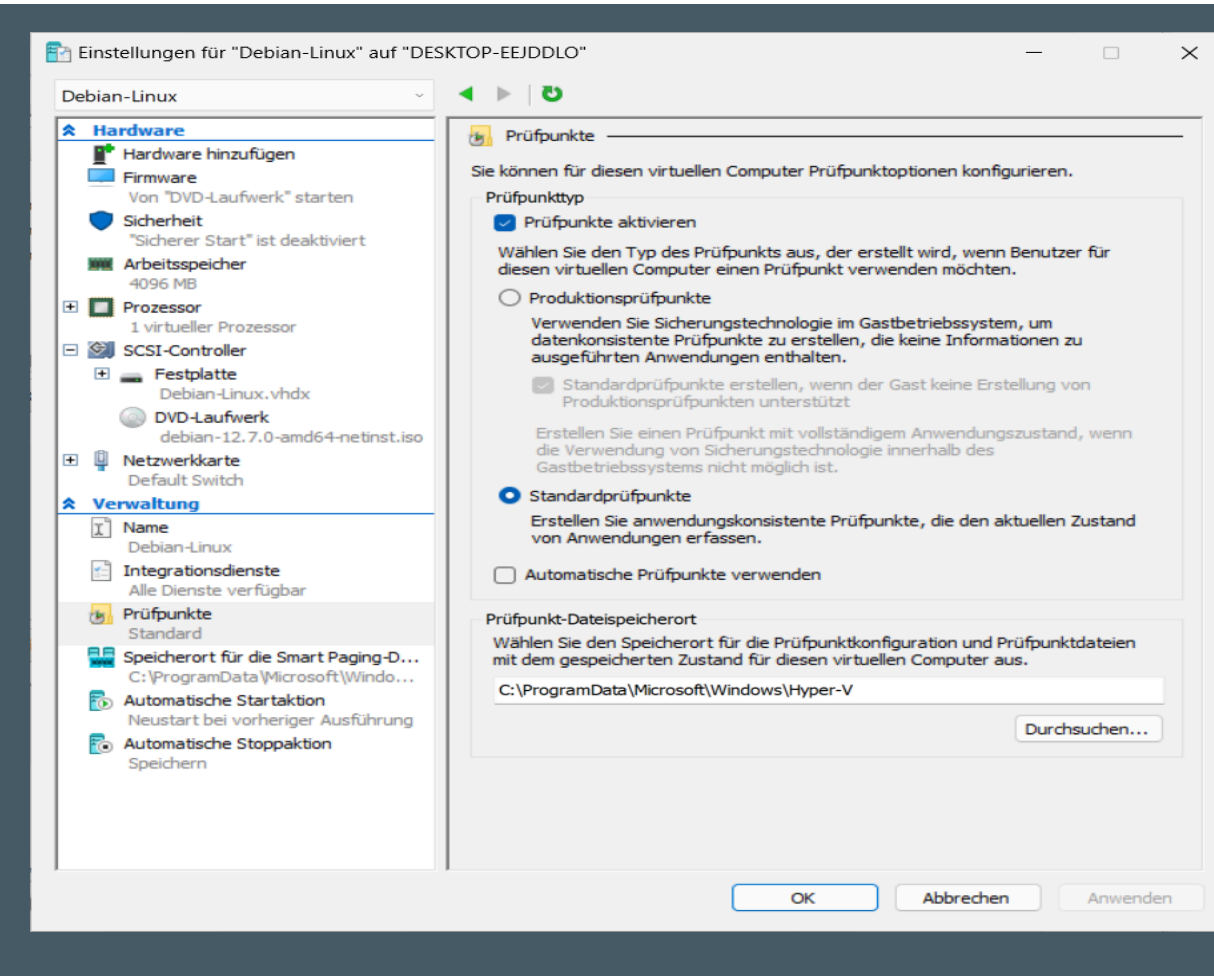 Einstellungen für "Debian-Linux" auf "DESKTOP-EEJDDLO"
Debian-Linux
Hardware
Hardware hinzufügen
Firmware
Von "DVD-Laufwerk" starten
Sicherheit
"Sicherer Start" ist deaktiviert
Arbeitsspeicher
4096 MB
Prozessor
1 virtueller Prozessor
SCSI-Controller
Festplatte
Debian-Linux.vhdx
DVD-Laufwerk
debian-12.7.0-amd64-netinst.iso
Netzwerkkarte
Default Switch
Verwaltung
Name
Debian-Linux
Integrationsdienste
Alle Dienste verfügbar
Prüfpunkte
Standard
Speicherort für die Smart Paging-D...
C:\ProgramData\Microsoft\Windo...
Automatische Startaktion
Neustart bei vorheriger Ausführung
Automatische Stoppaktion
Speichern
Prüfpunkte
Sie können für diesen virtuellen Computer Prüfpunktoptionen konfigurieren.
Prüfpunkttyp
Prüfpunkte aktivieren
Wählen Sie den Typ des Prüfpunkts aus, der erstellt wird, wenn Benutzer für
diesen virtuellen Computer einen Prüfpunkt verwenden möchten.
Produktionsprüfpunkte
Verwenden Sie Sicherungstechnologie im Gastbetriebssystem, um
datenkonsistente Prüfpunkte zu erstellen, die keine Informationen zu
ausgeführten Anwendungen enthalten.
Standardprüfpunkte erstellen, wenn der Gast keine Erstellung von
Produktionsprüfpunkten unterstützt
Erstellen Sie einen Prüfpunkt mit vollständigem Anwendungszustand, wenn
die Verwendung von Sicherungstechnologie innerhalb des
Gastbetriebssystems nicht möglich ist.
Standardprüfpunkte
Erstellen Sie anwendungskonsistente Prüfpunkte, die den aktuellen Zustand
von Anwendungen erfassen.
Automatische Prüfpunkte verwenden
Prüfpunkt-Dateispeicherort
Wählen Sie den Speicherort für die Prüfpunktkonfiguration und Prüfpunktdateien
mit dem gespeicherten Zustand für diesen virtuellen Computer aus.
C:\ProgramData\Microsoft\Windows\Hyper-V
Durchsuchen...
OK
Abbrechen
Anwenden